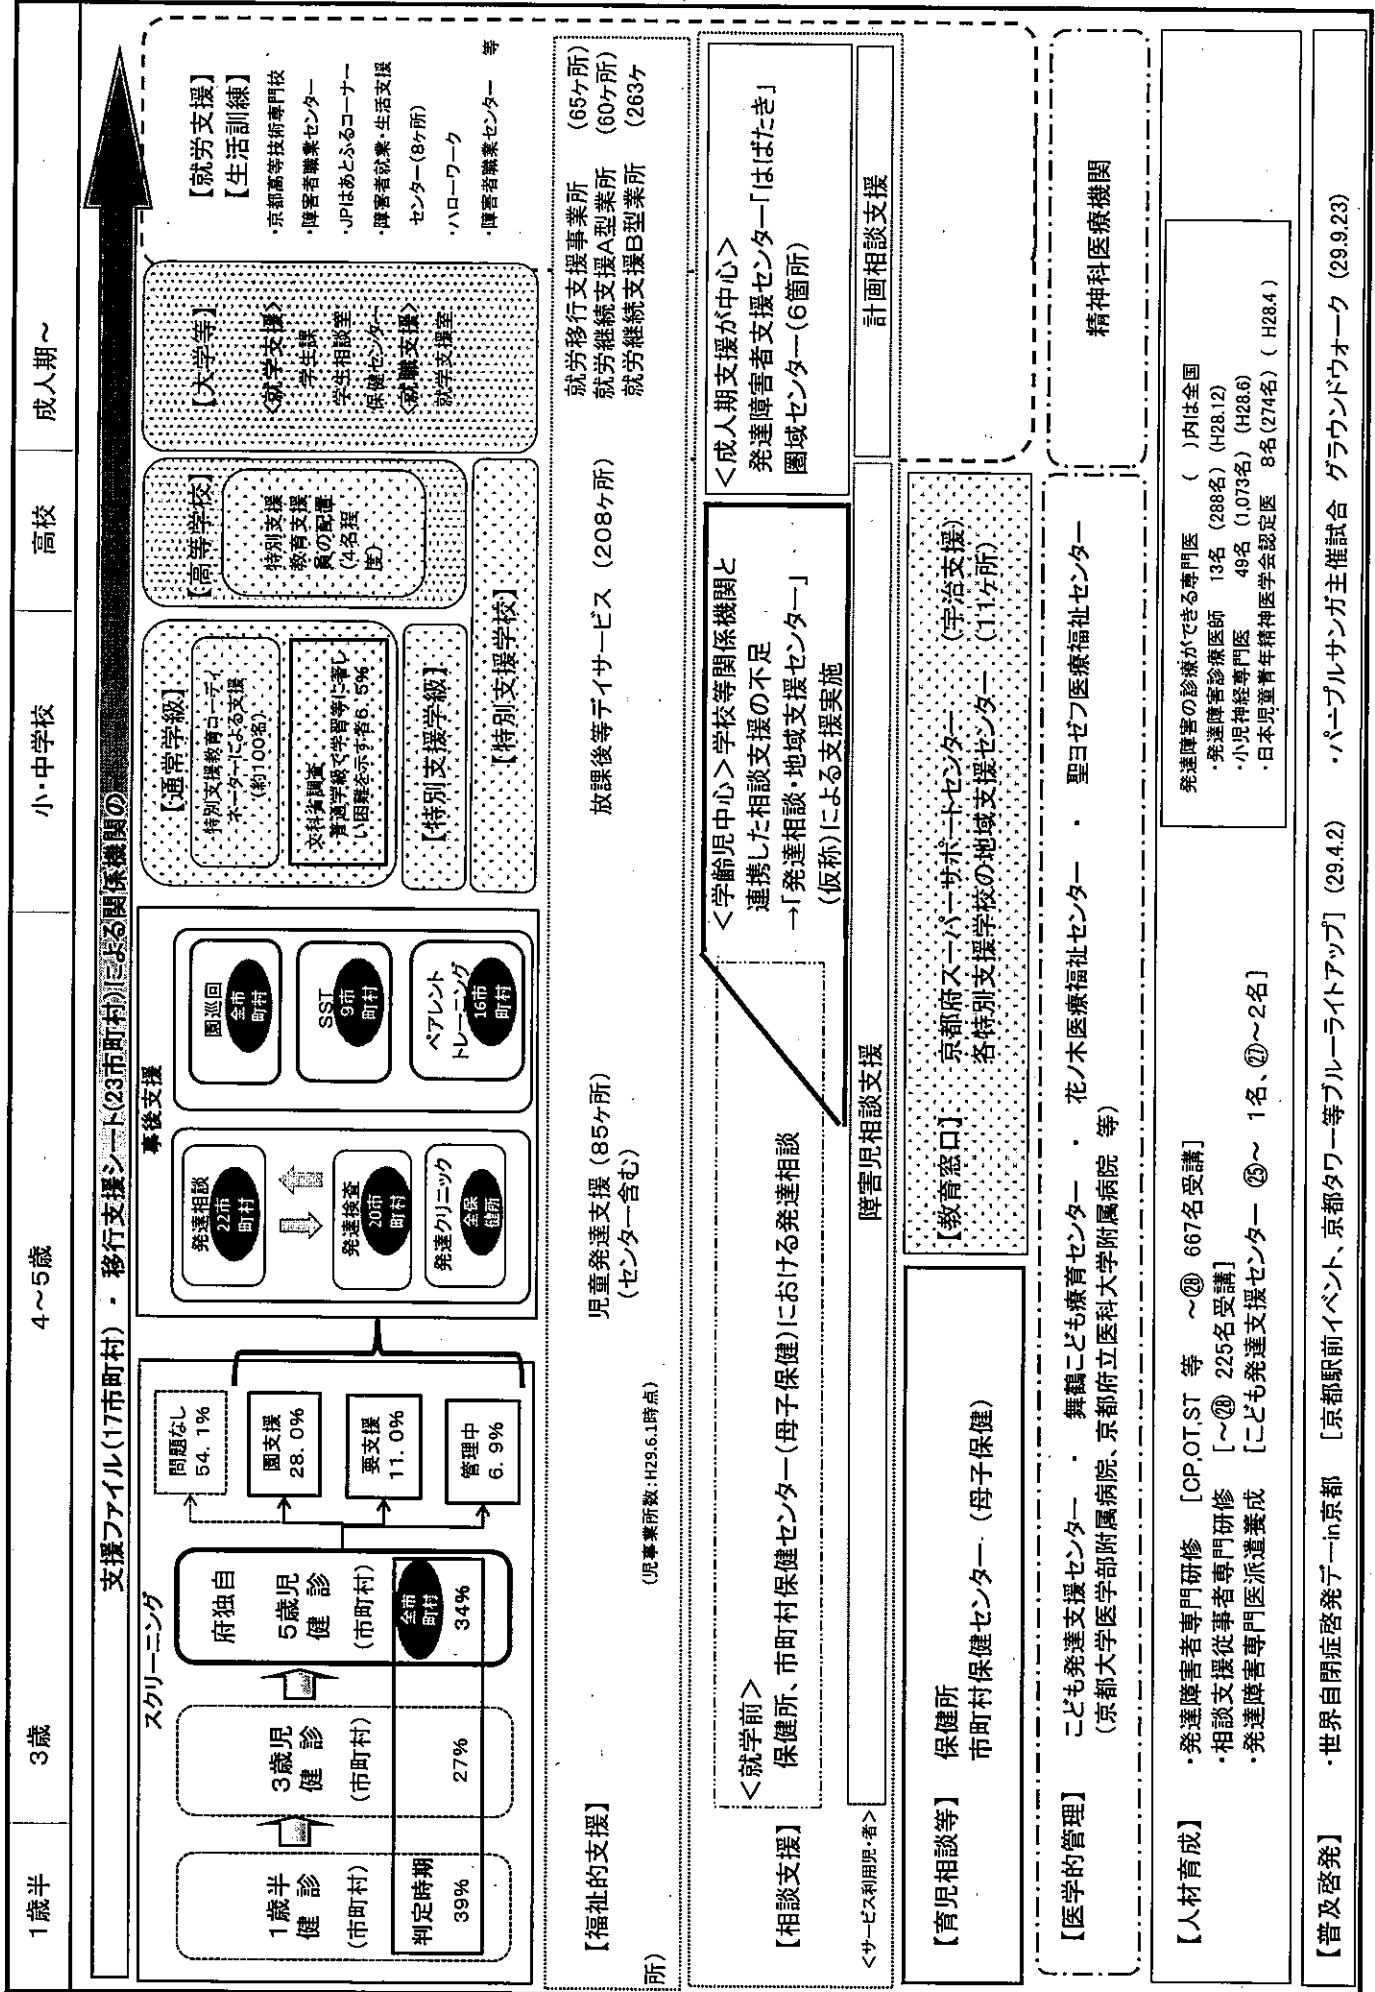 1歳半
3歳
4～5歳
小・中学校
高校
成人期～
支援ファイル(17市町村) ・ 移行支援シート(23市町村)による関係機関の
スクリーニング
1歳半
健 診
(市町村)
判定時期
39%
3歳児
健 診
(市町村)
27%
府独自
5歳児
健 診
(市町村)
全市
町村
34%
問題なし
54. 1%
園支援
28. 0%
要支援
11. 0%
管理中
6. 9%
事後支援
発達相談
22市
町村
発達検査
20市
町村
発達クリニック
全保
健所
園巡回
全市
町村
SST
9市
町村
ペアレント
トレーニング
16市
町村
【通常学級】
特別支援教育コーディ
ネーターによる支援
(約100名)
文科省調査
普通学級で学習等に著し
い困難を示す者6. 5%
【特別支援学級】
【特別支援学校】
【高等学校】
特別支援
教育支援
員の配置
(4名程
度)
【大学等】
<就学支援>
学生課
学生相談室
保健センター
<就職支援>
就学支援室
【就労支援】
【生活訓練】
・京都高等技術専門校
・障害者職業センター
・JPはあとふるコーナー
・障害者就業・生活支援
センター(8ヶ所)
・ハローワーク
・障害者職業センター 等
【福祉的支援】
(児事業所数:H29.6.1時点)
児童発達支援 (85ヶ所)
(センター含む)
放課後等デイサービス (208ヶ所)
就労移行支援事業所 (65ヶ所)
就労継続支援A型業所 (60ヶ所)
就労継続支援B型業所 (263ヶ
所)
【相談支援】
<就学前>
保健所、市町村保健センター(母子保健)における発達相談
<学齢児中心>学校等関係機関と
連携した相談支援の不足
→「発達相談・地域支援センター」
(仮称)による支援実施
<成人期支援が中心>
発達障害者支援センター「はばたき」
圏域センター(6箇所)
<サービス利用児・者>
障害児相談支援
計画相談支援
【育児相談等】
保健所
市町村保健センター (母子保健)
【教育窓口】
京都府スーパーサポートセンター (宇治支援)
各特別支援学校の地域支援センター (11ヶ所)
【医学的管理】
こども発達支援センター ・ 舞鶴こども療育センター ・ 花ノ木医療福祉センター ・ 聖ヨゼフ医療福祉センター
(京都大学医学部附属病院、京都府立医科大学附属病院 等)
精神科医療機関
【人材育成】
・発達障害者専門研修 [CP,OT,ST 等 ～㉘ 667名受講]
・相談支援従事者専門研修 [～㉘ 225名受講]
・発達障害専門医派遣養成 [こども発達支援センター ㉕～ 1名、㉗～2名]
発達障害の診療ができる専門医 ( )内は全国
・発達障害診療医師 13名 (288名) (H28.12)
・小児神経専門医 49名 (1,073名) (H28.6)
・日本児童青年精神医学会認定医 8名(274名) ( H28.4 )
【普及啓発】
・世界自閉症啓発デーin京都 [京都駅前イベント、京都タワー等ブルーライトアップ] (29.4.2)
・パープルサンガ主催試合 グラウンドウォーク (29.9.23)